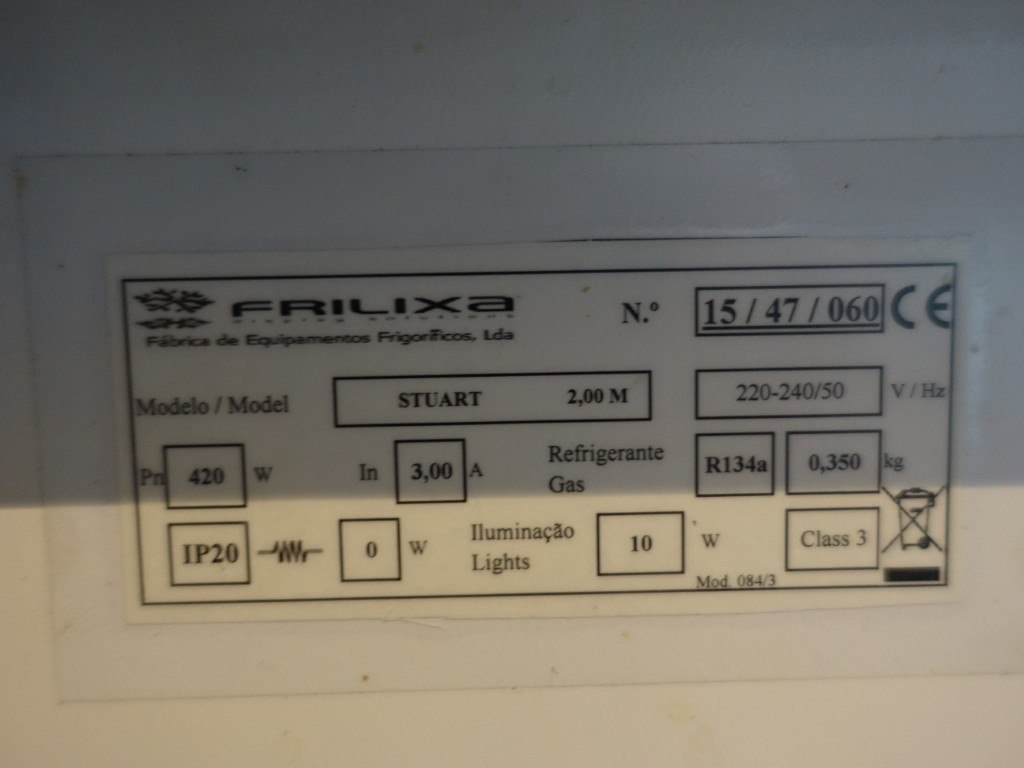 FRILIXa
Fábrica de Equipamentos Frigoríficos, Lda
N.º 15 / 47 / 060 CE
Modelo / Model STUART 2,00 M 220-240/50 V / Hz
Pn 420 W In 3,00 A Refrigerante Gas R134a 0,350 kg
IP20 0 W Iluminação Lights 10 W Class 3
Mod. 084/3